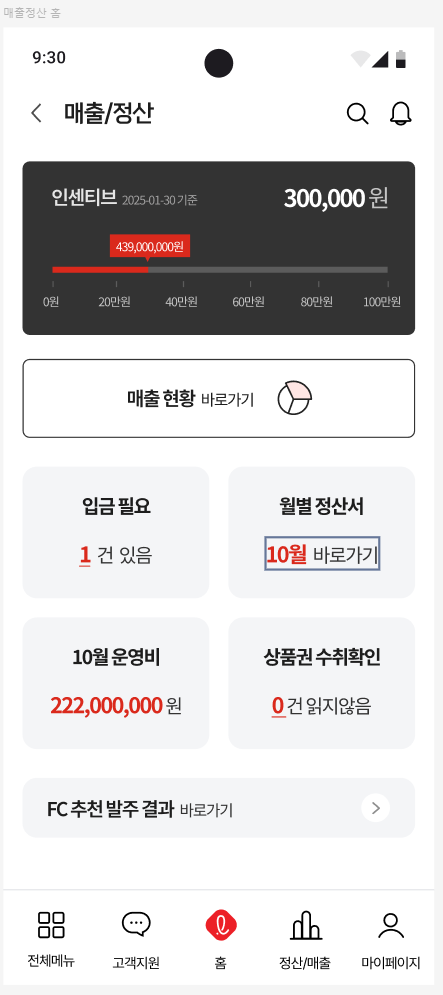 매출정산 홈
9:30
매출/정산
인센티브 2025-01-30 기준
300,000 원
439,000,000원
0원 20만원 40만원 60만원 80만원 100만원
매출 현황 바로가기
입금 필요
1 건 있음
월별 정산서
10월 바로가기
10월 운영비
222,000,000 원
상품권 수취확인
0건 읽지않음
FC 추천 발주 결과 바로가기
전체메뉴 고객지원 홈 정산/매출 마이페이지